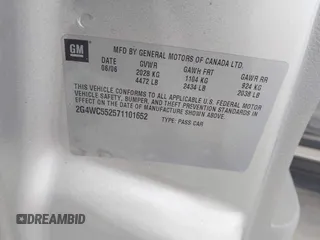 GM
MFD BY GENERAL MOTORS OF CANADA LTD.
DATE GVWR GAWR FRT GAWR RR
06/06 2028 KG 1104 KG 924 KG
4472 LB 2434 LB 2038 LB
THIS VEHICLE CONFORMS TO ALL APPLICABLE U.S. FEDERAL MOTOR
VEHICLE SAFETY, BUMPER, AND THEFT PREVENTION STANDARDS IN
EFFECT ON THE DATE OF MANUFACTURE SHOWN ABOVE.
2G4WC552571101652 TYPE: PASS CAR
DREAMBID